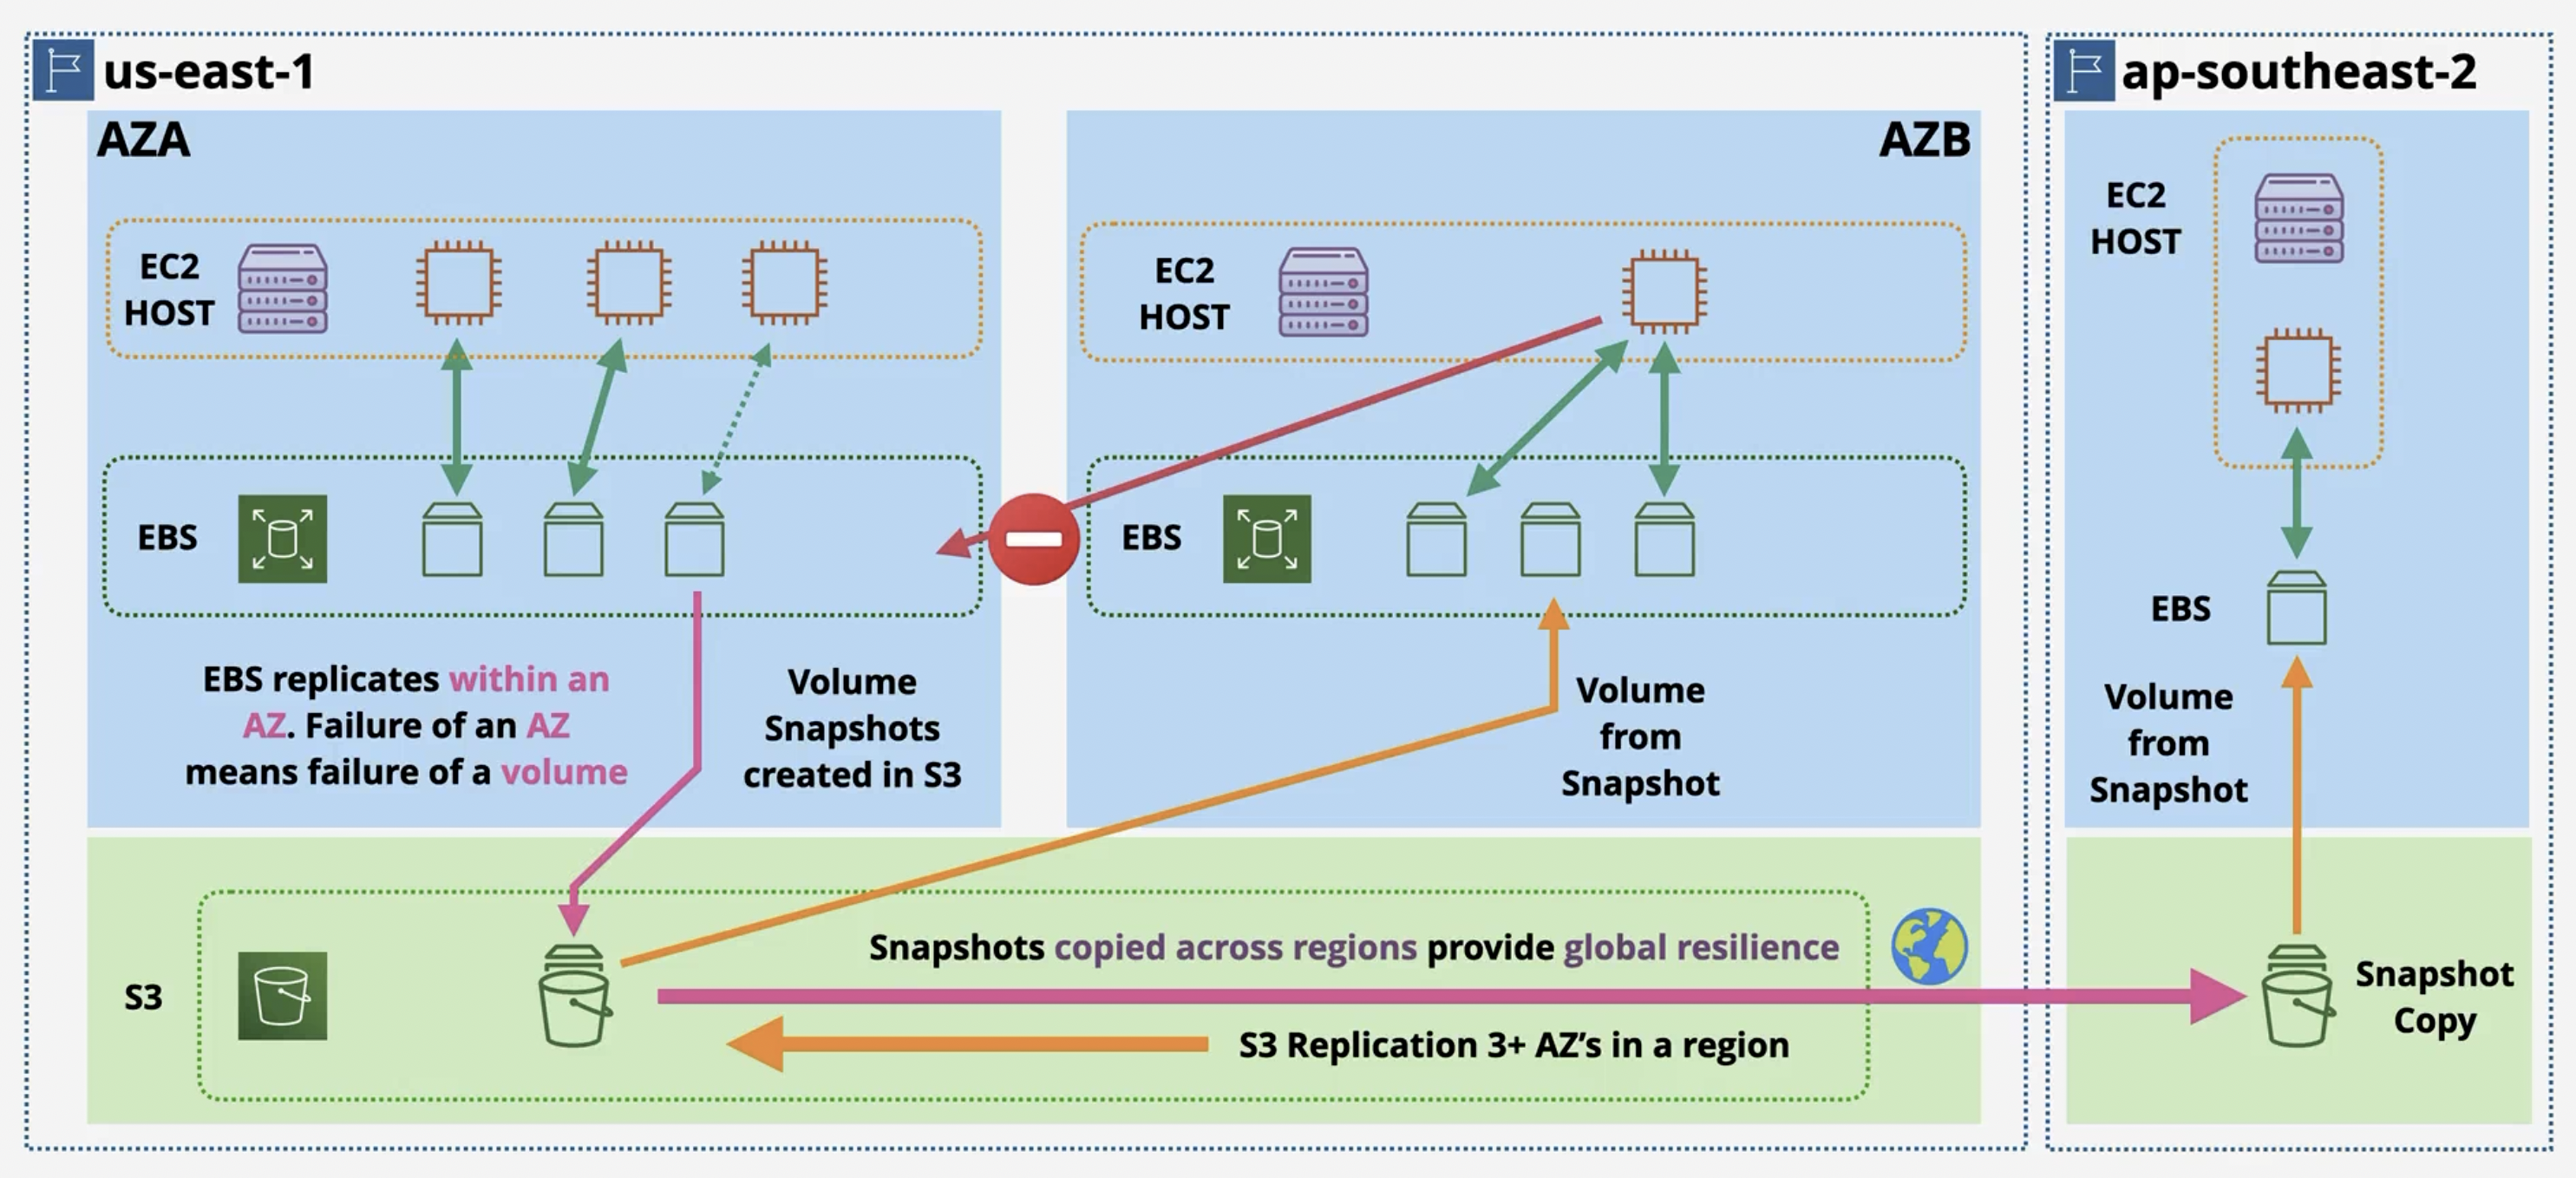 us-east-1
AZA
EC2
HOST
EBS
EBS replicates within an
AZ. Failure of an AZ
means failure of a volume
Volume
Snapshots
created in S3
AZB
EC2
HOST
EBS
Volume
from
Snapshot
S3
Snapshots copied across regions provide global resilience
S3 Replication 3+ AZ’s in a region
ap-southeast-2
EC2
HOST
EBS
Volume
from
Snapshot
Snapshot
Copy